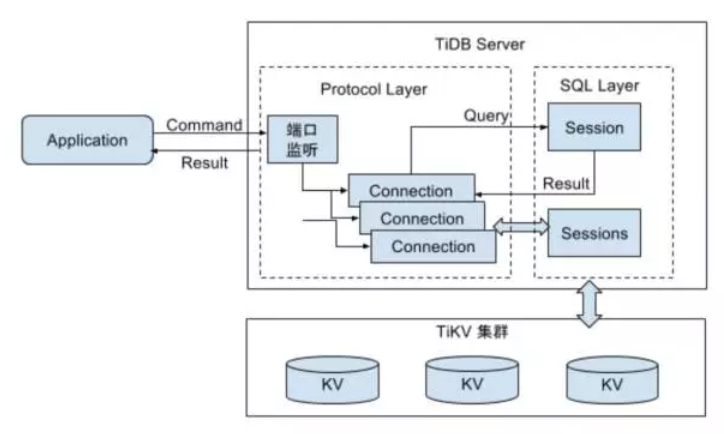 TiDB Server
Protocol Layer
SQL Layer
Application
Command
Result
端口
监听
Query
Session
Connection
Result
Connection
Connection
Sessions
TiKV 集群
KV
KV
KV